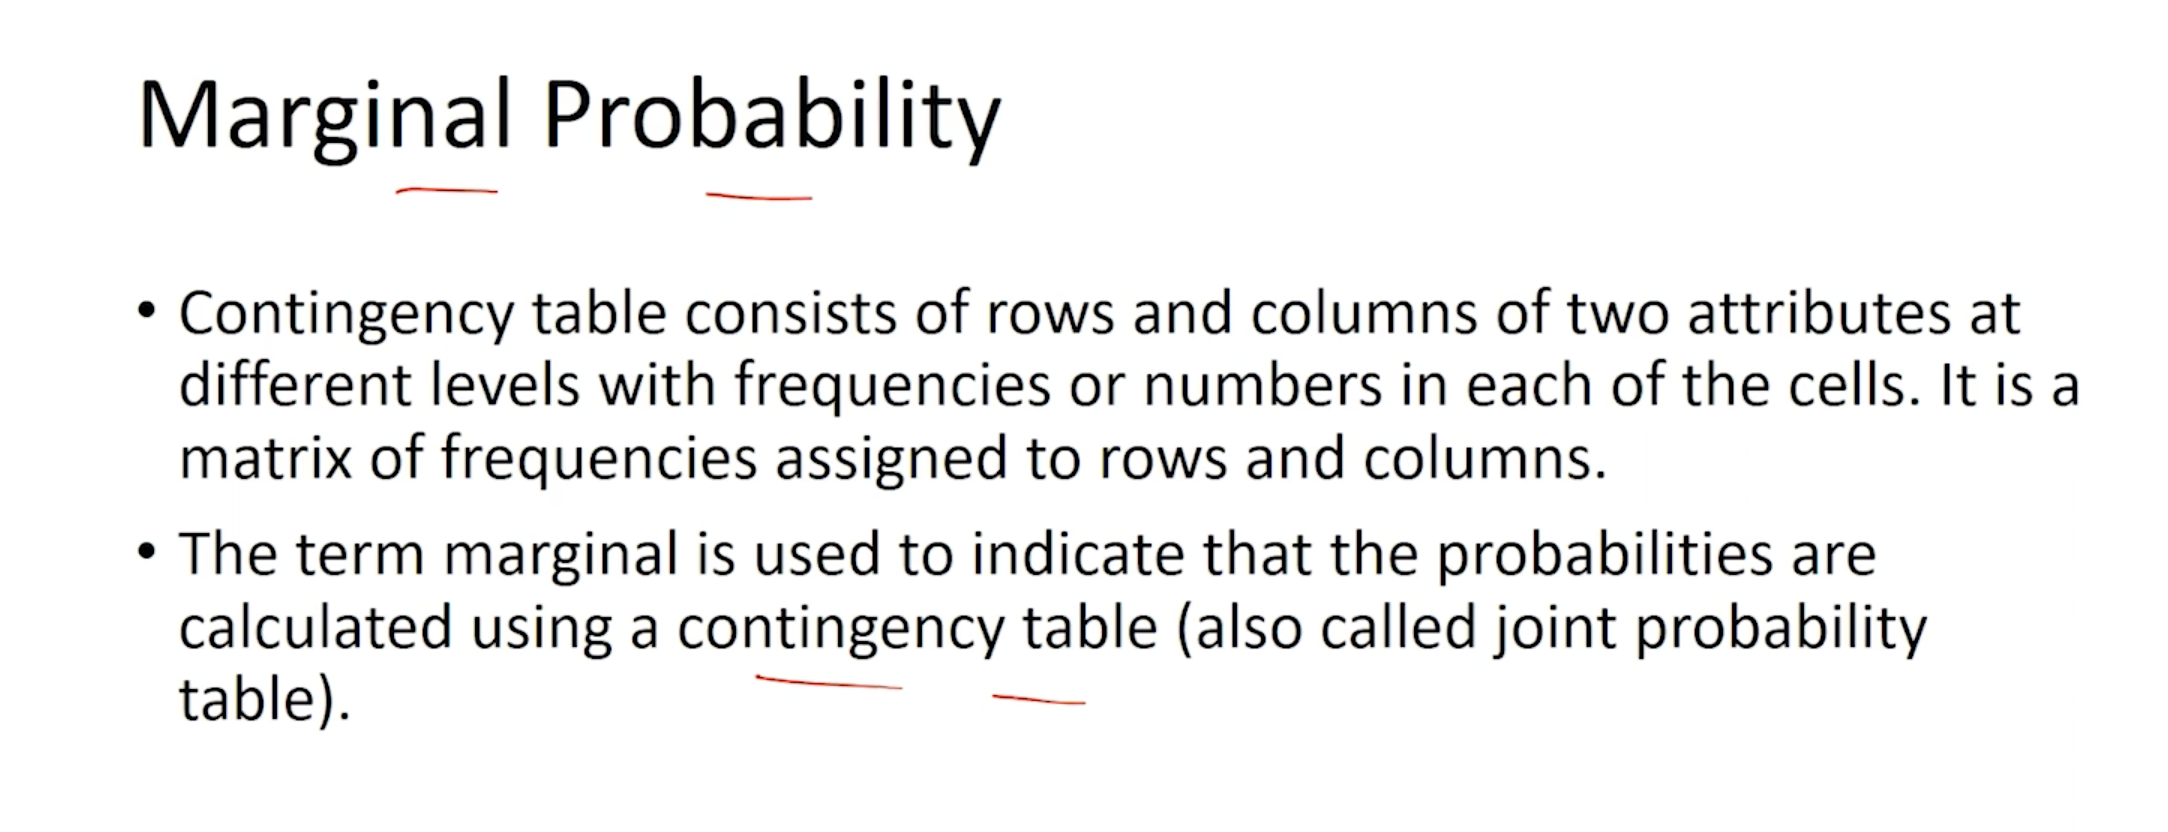 Marginal Probability
• Contingency table consists of rows and columns of two attributes at
different levels with frequencies or numbers in each of the cells. It is a
matrix of frequencies assigned to rows and columns.
• The term marginal is used to indicate that the probabilities are
calculated using a contingency table (also called joint probability
table).